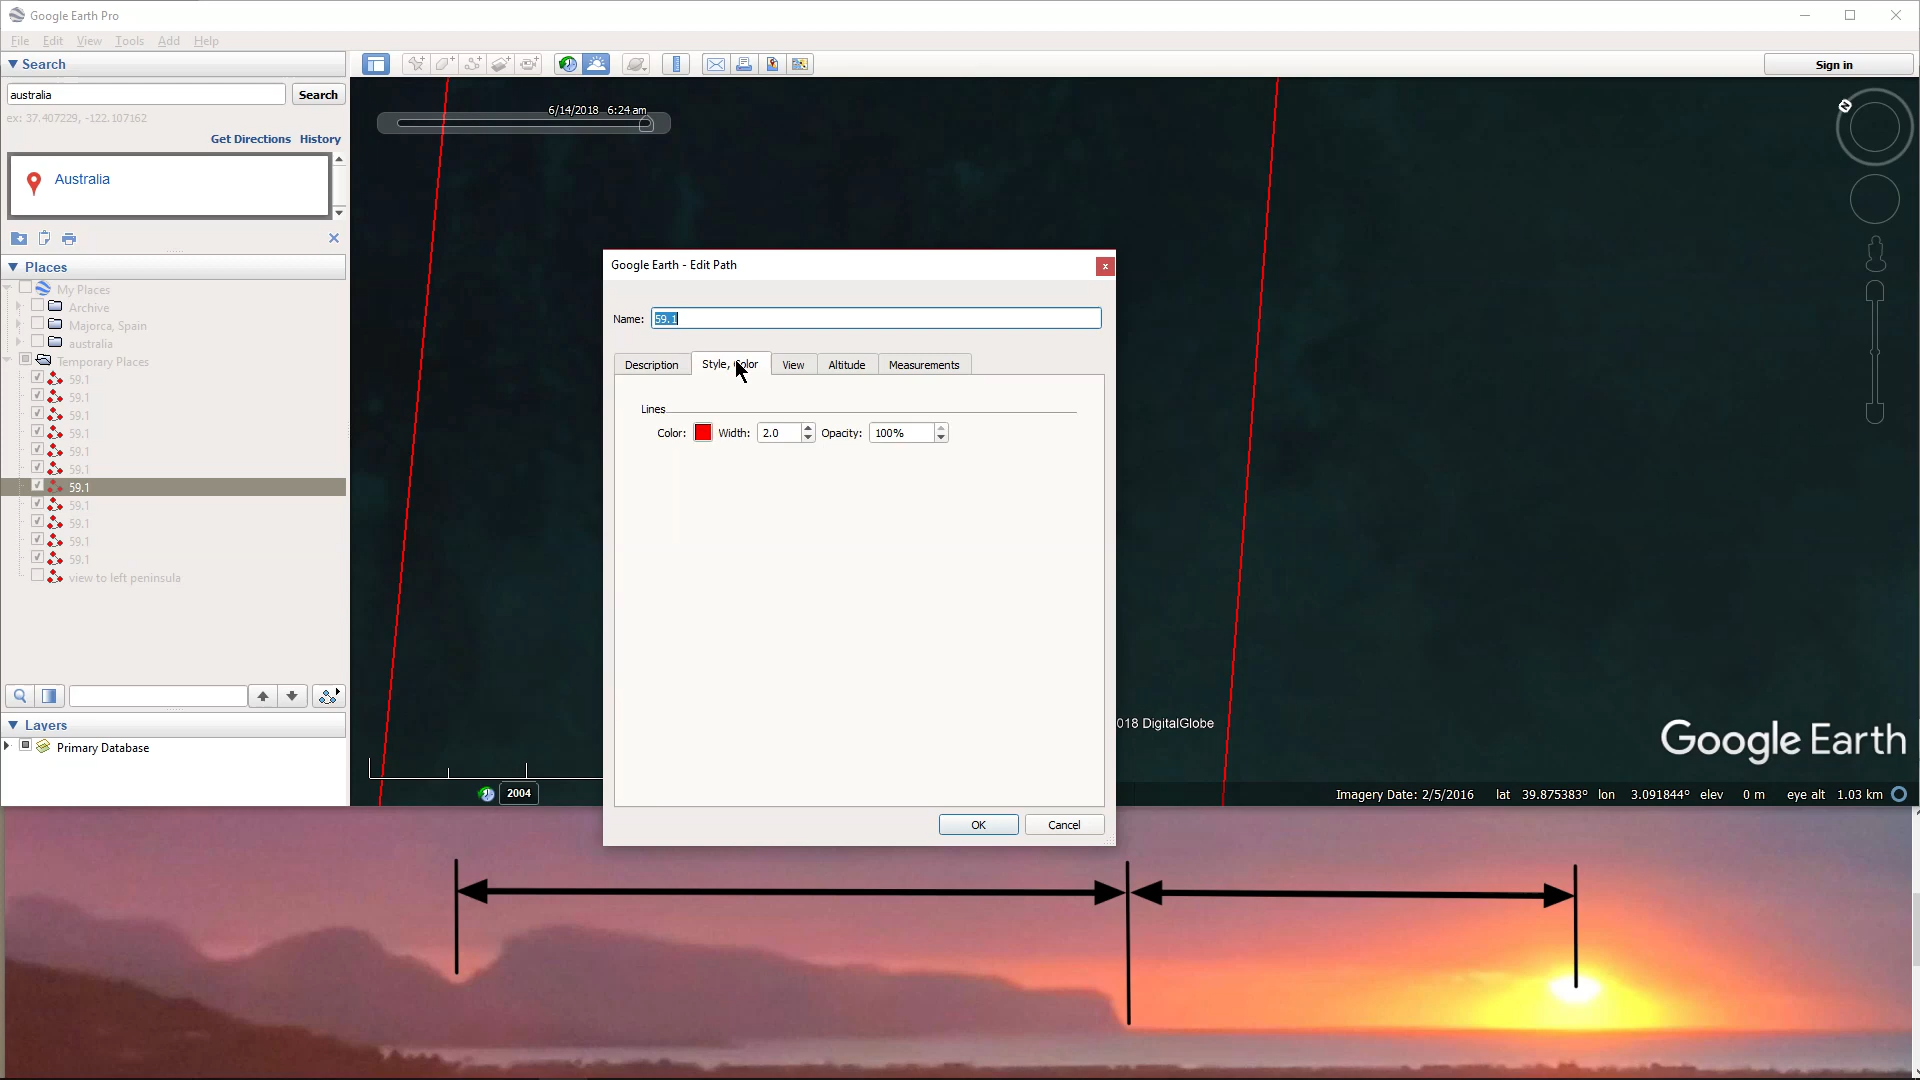 Google Earth Pro
File Edit View Tools Add Help
Search
Sign in
australia
Search
ex: 37.407229, -122.107162
6/14/2018 6:24 am
Get Directions History
Australia
Places
My Places
Archive
Majorca, Spain
australia
Temporary Places
59.1
59.1
59.1
59.1
59.1
59.1
59.1
59.1
59.1
59.1
59.1
view to left peninsula
Layers
Primary Database
Google Earth - Edit Path
x
Name: 59.1
Description Style, Color View Altitude Measurements
Lines
Color: Width: 2.0 Opacity: 100%
OK Cancel
018 DigitalGlobe
Google Earth
2004
Imagery Date: 2/5/2016 lat 39.875383° lon 3.091844° elev 0 m eye alt 1.03 km